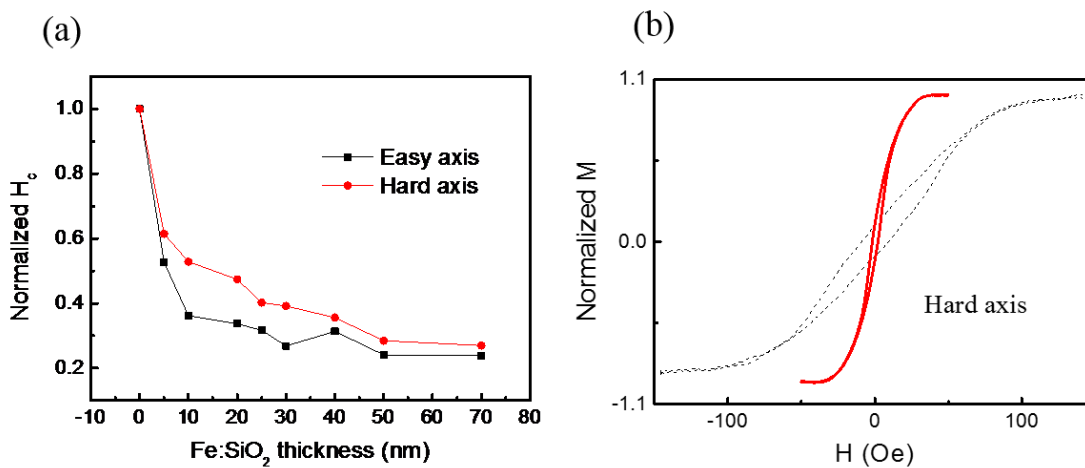 (a)
1.0
0.8
0.6
0.4
0.2
Normalized H_c
Easy axis
Hard axis
-10 0 10 20 30 40 50 60 70 80
Fe:SiO₂ thickness (nm)
(b)
1.1
0.0
-1.1
Normalized M
Hard axis
-100 0 100
H (Oe)